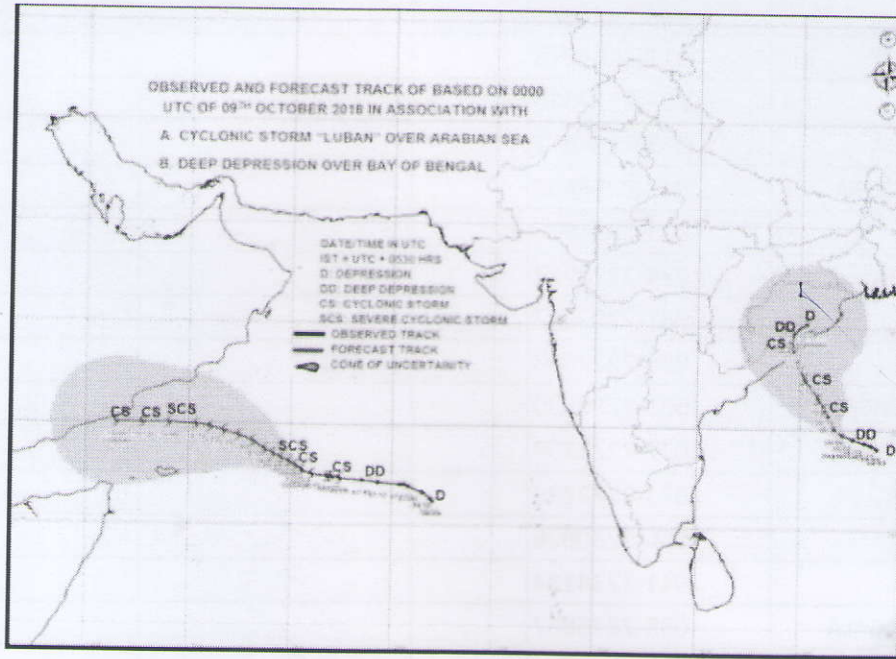 OBSERVED AND FORECAST TRACK OF BASED ON 0000
UTC OF 09TH OCTOBER 2018 IN ASSOCIATION WITH
A: CYCLONIC STORM "LUBAN" OVER ARABIAN SEA
B. DEEP DEPRESSION OVER BAY OF BENGAL
DATE/TIME IN UTC
IST = UTC + 0530 HRS
D: DEPRESSION
DD: DEEP DEPRESSION
CS: CYCLONIC STORM
SCS: SEVERE CYCLONIC STORM
OBSERVED TRACK
FORECAST TRACK
CONE OF UNCERTAINITY
DD D
CS
CS
CS
DD
D
CS CS SCS
SCS
CS
CS DD
D